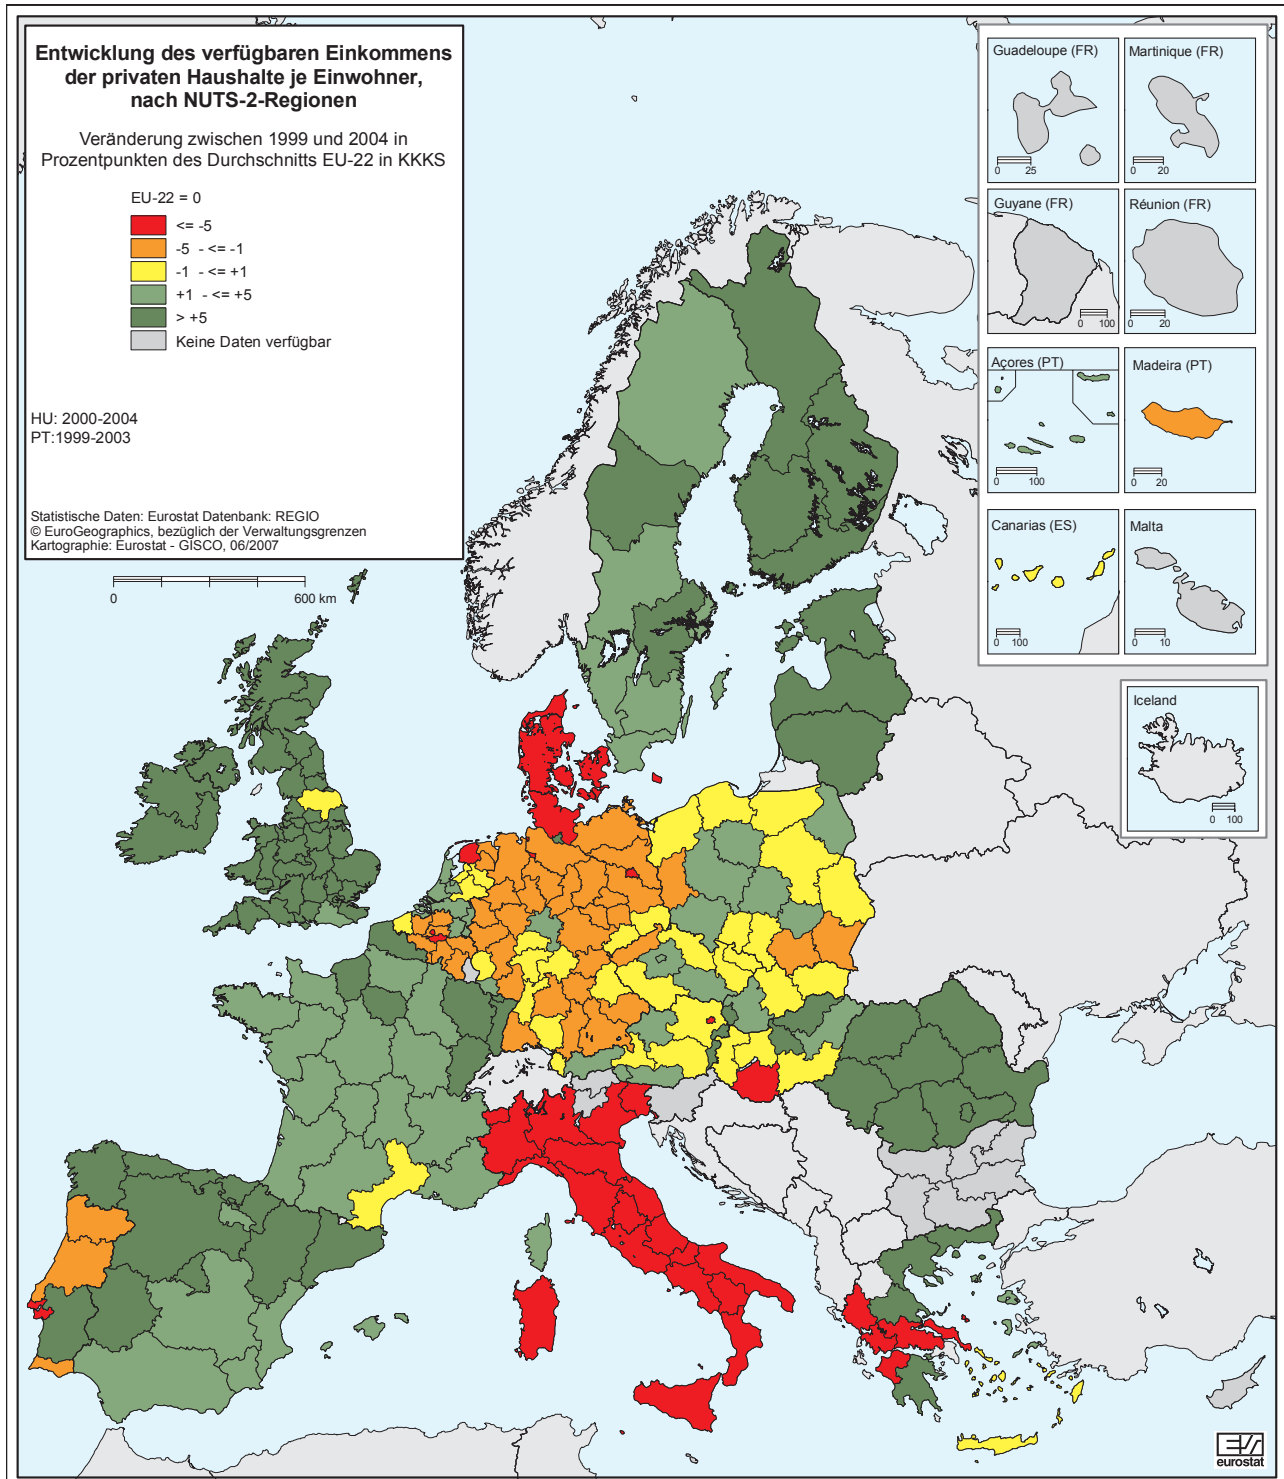 Entwicklung des verfügbaren Einkommens
der privaten Haushalte je Einwohner,
nach NUTS-2-Regionen
Veränderung zwischen 1999 und 2004 in
Prozentpunkten des Durchschnitts EU-22 in KKKS
EU-22 = 0
<= -5
-5 - <= -1
-1 - <= +1
+1 - <= +5
> +5
Keine Daten verfügbar
HU: 2000-2004
PT:1999-2003
Statistische Daten: Eurostat Datenbank: REGIO
© EuroGeographics, bezüglich der Verwaltungsgrenzen
Kartographie: Eurostat - GISCO, 06/2007
0 600 km
Guadeloupe (FR)
0 25
Martinique (FR)
0 20
Guyane (FR)
0 100
Réunion (FR)
0 20
Açores (PT)
0 100
Madeira (PT)
0 20
Canarias (ES)
0 100
Malta
0 10
Iceland
0 100
eurostat